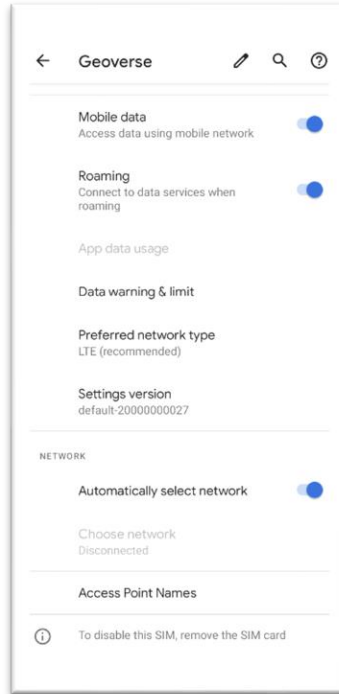 Geoverse
Mobile data
Access data using mobile network
Roaming
Connect to data services when
roaming
App data usage
Data warning & limit
Preferred network type
LTE (recommended)
Settings version
default-20000000027
NETWORK
Automatically select network
Choose network
Disconnected
Access Point Names
To disable this SIM, remove the SIM card